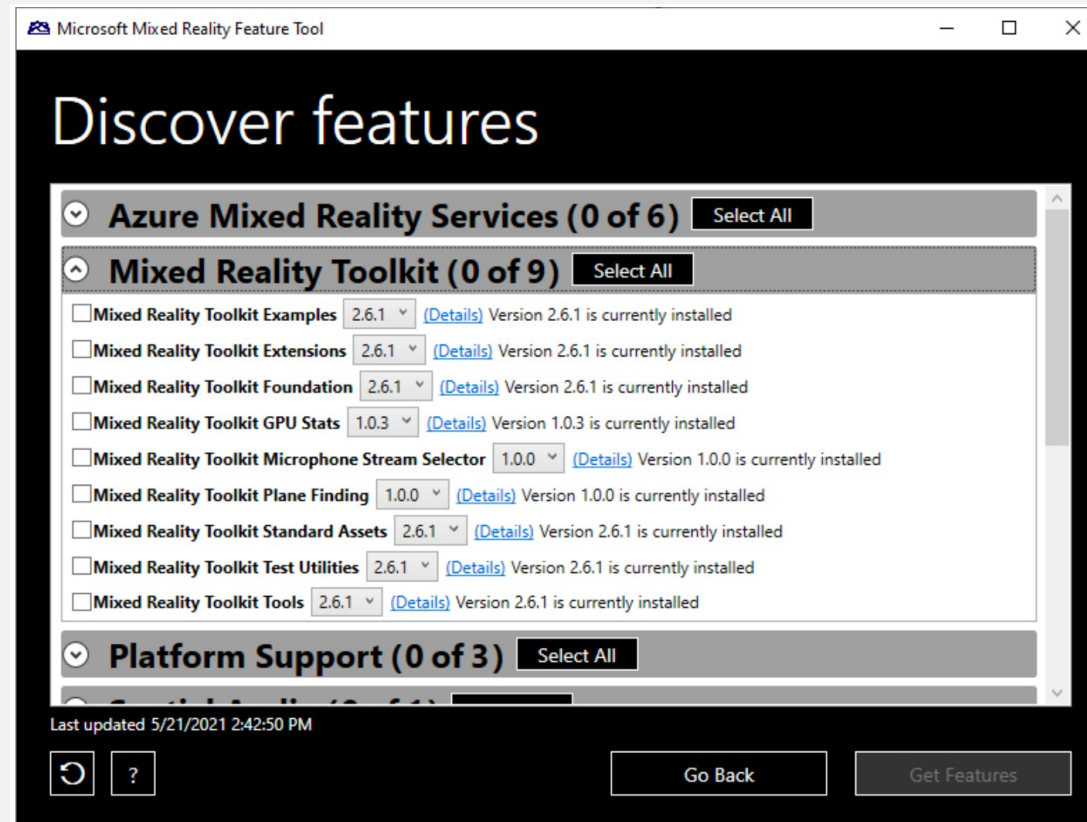 Microsoft Mixed Reality Feature Tool
Discover features
Azure Mixed Reality Services (0 of 6) Select All
Mixed Reality Toolkit (0 of 9) Select All
Mixed Reality Toolkit Examples 2.6.1 (Details) Version 2.6.1 is currently installed
Mixed Reality Toolkit Extensions 2.6.1 (Details) Version 2.6.1 is currently installed
Mixed Reality Toolkit Foundation 2.6.1 (Details) Version 2.6.1 is currently installed
Mixed Reality Toolkit GPU Stats 1.0.3 (Details) Version 1.0.3 is currently installed
Mixed Reality Toolkit Microphone Stream Selector 1.0.0 (Details) Version 1.0.0 is currently installed
Mixed Reality Toolkit Plane Finding 1.0.0 (Details) Version 1.0.0 is currently installed
Mixed Reality Toolkit Standard Assets 2.6.1 (Details) Version 2.6.1 is currently installed
Mixed Reality Toolkit Test Utilities 2.6.1 (Details) Version 2.6.1 is currently installed
Mixed Reality Toolkit Tools 2.6.1 (Details) Version 2.6.1 is currently installed
Platform Support (0 of 3) Select All
Last updated 5/21/2021 2:42:50 PM
? Go Back Get Features